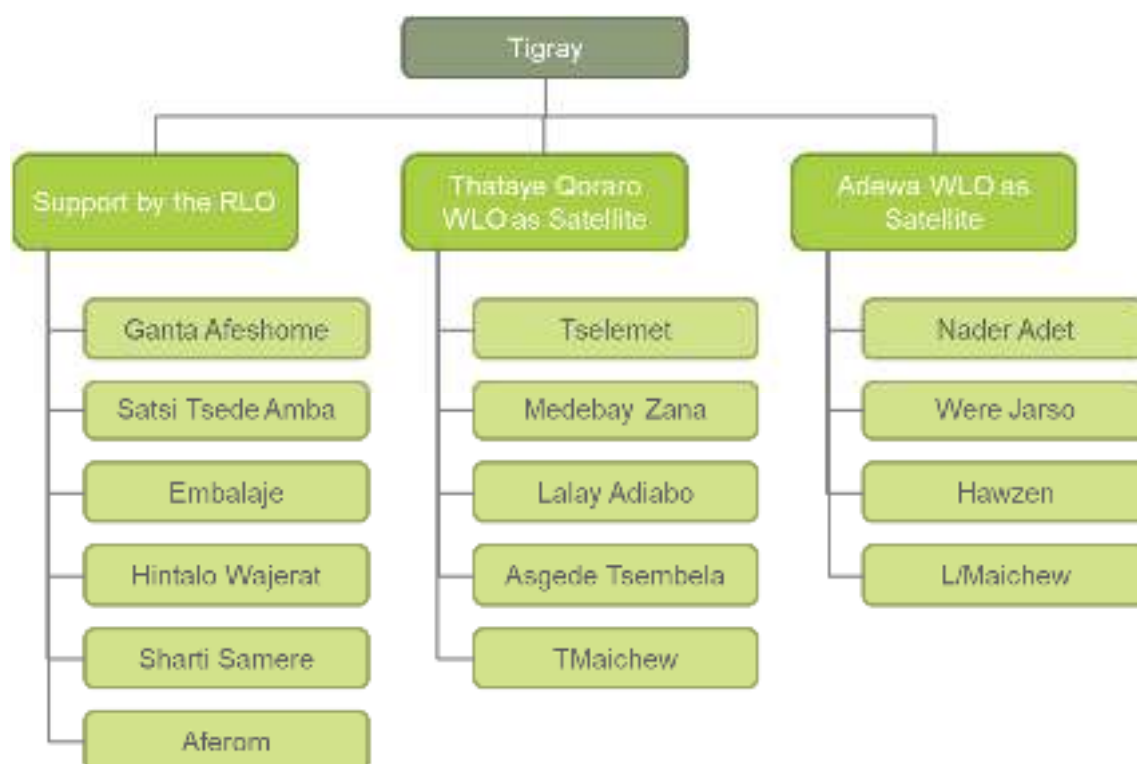 Tigray
Support by the RLO
Thataye Qoraro
WLO as Satellite
Adawa WLO as
Satellite
Ganta Afeshome
Satsi Tsede Amba
Embalaje
Hintalo Wajerat
Sharti Samere
Aferom
Tselemet
Medebay Zana
Lalay Adiabo
Asgede Tsembela
TMaichew
Nader Adet
Were Jarso
Hawzen
L/Maichew